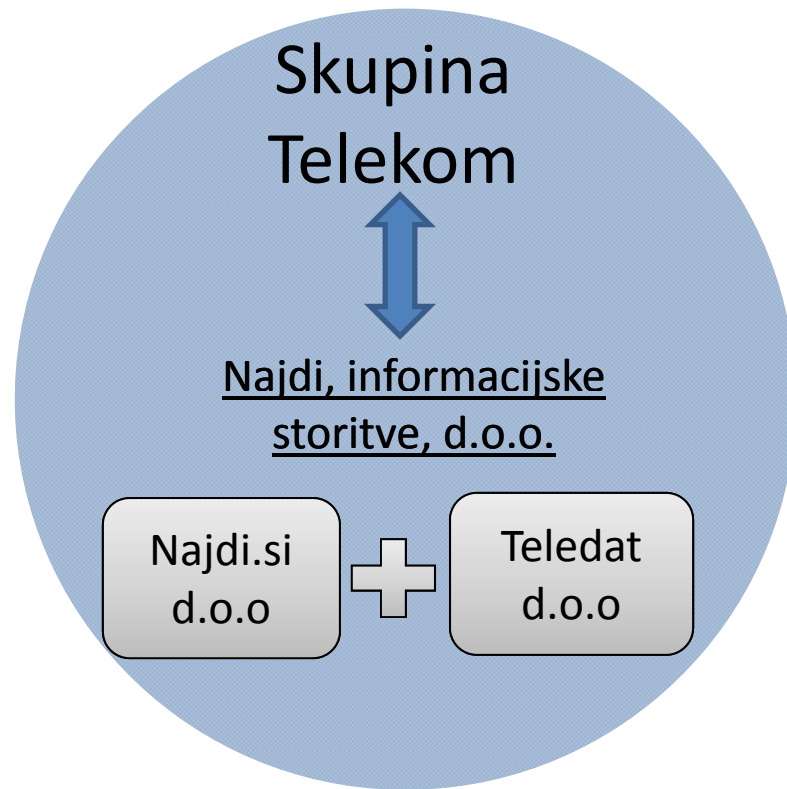 Skupina
Telekom
Najdi, informacijske
storitve, d.o.o.
Najdi.si
d.o.o
Teledat
d.o.o